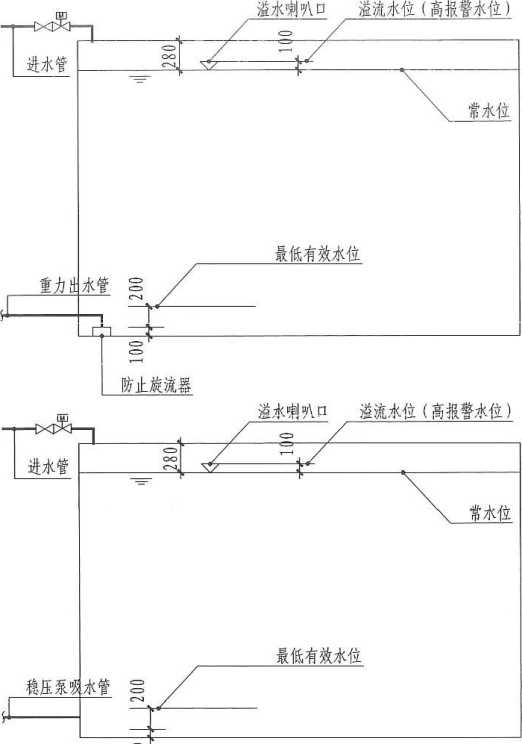 溢水喇叭口
溢流水位(高报警水位)
M
进水管
280
100
常水位
最低有效水位
重力出水管
200
100
防止旋流器
溢水喇叭口
溢流水位(高报警水位)
M
进水管
280
100
常水位
最低有效水位
稳压泵吸水管
200